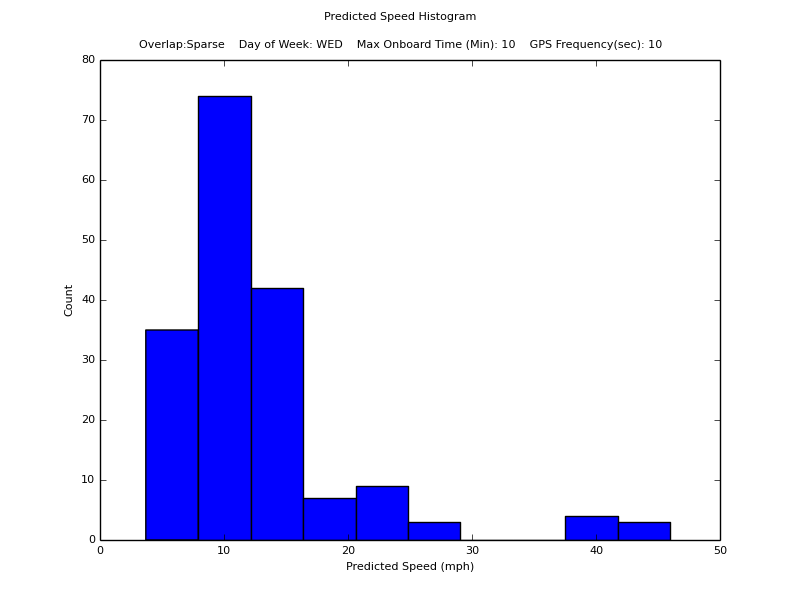 Predicted Speed Histogram
Overlap:Sparse    Day of Week: WED    Max Onboard Time (Min): 10    GPS Frequency(sec): 10
80
70
60
50
40
30
20
10
0
Count
0 10 20 30 40 50
Predicted Speed (mph)